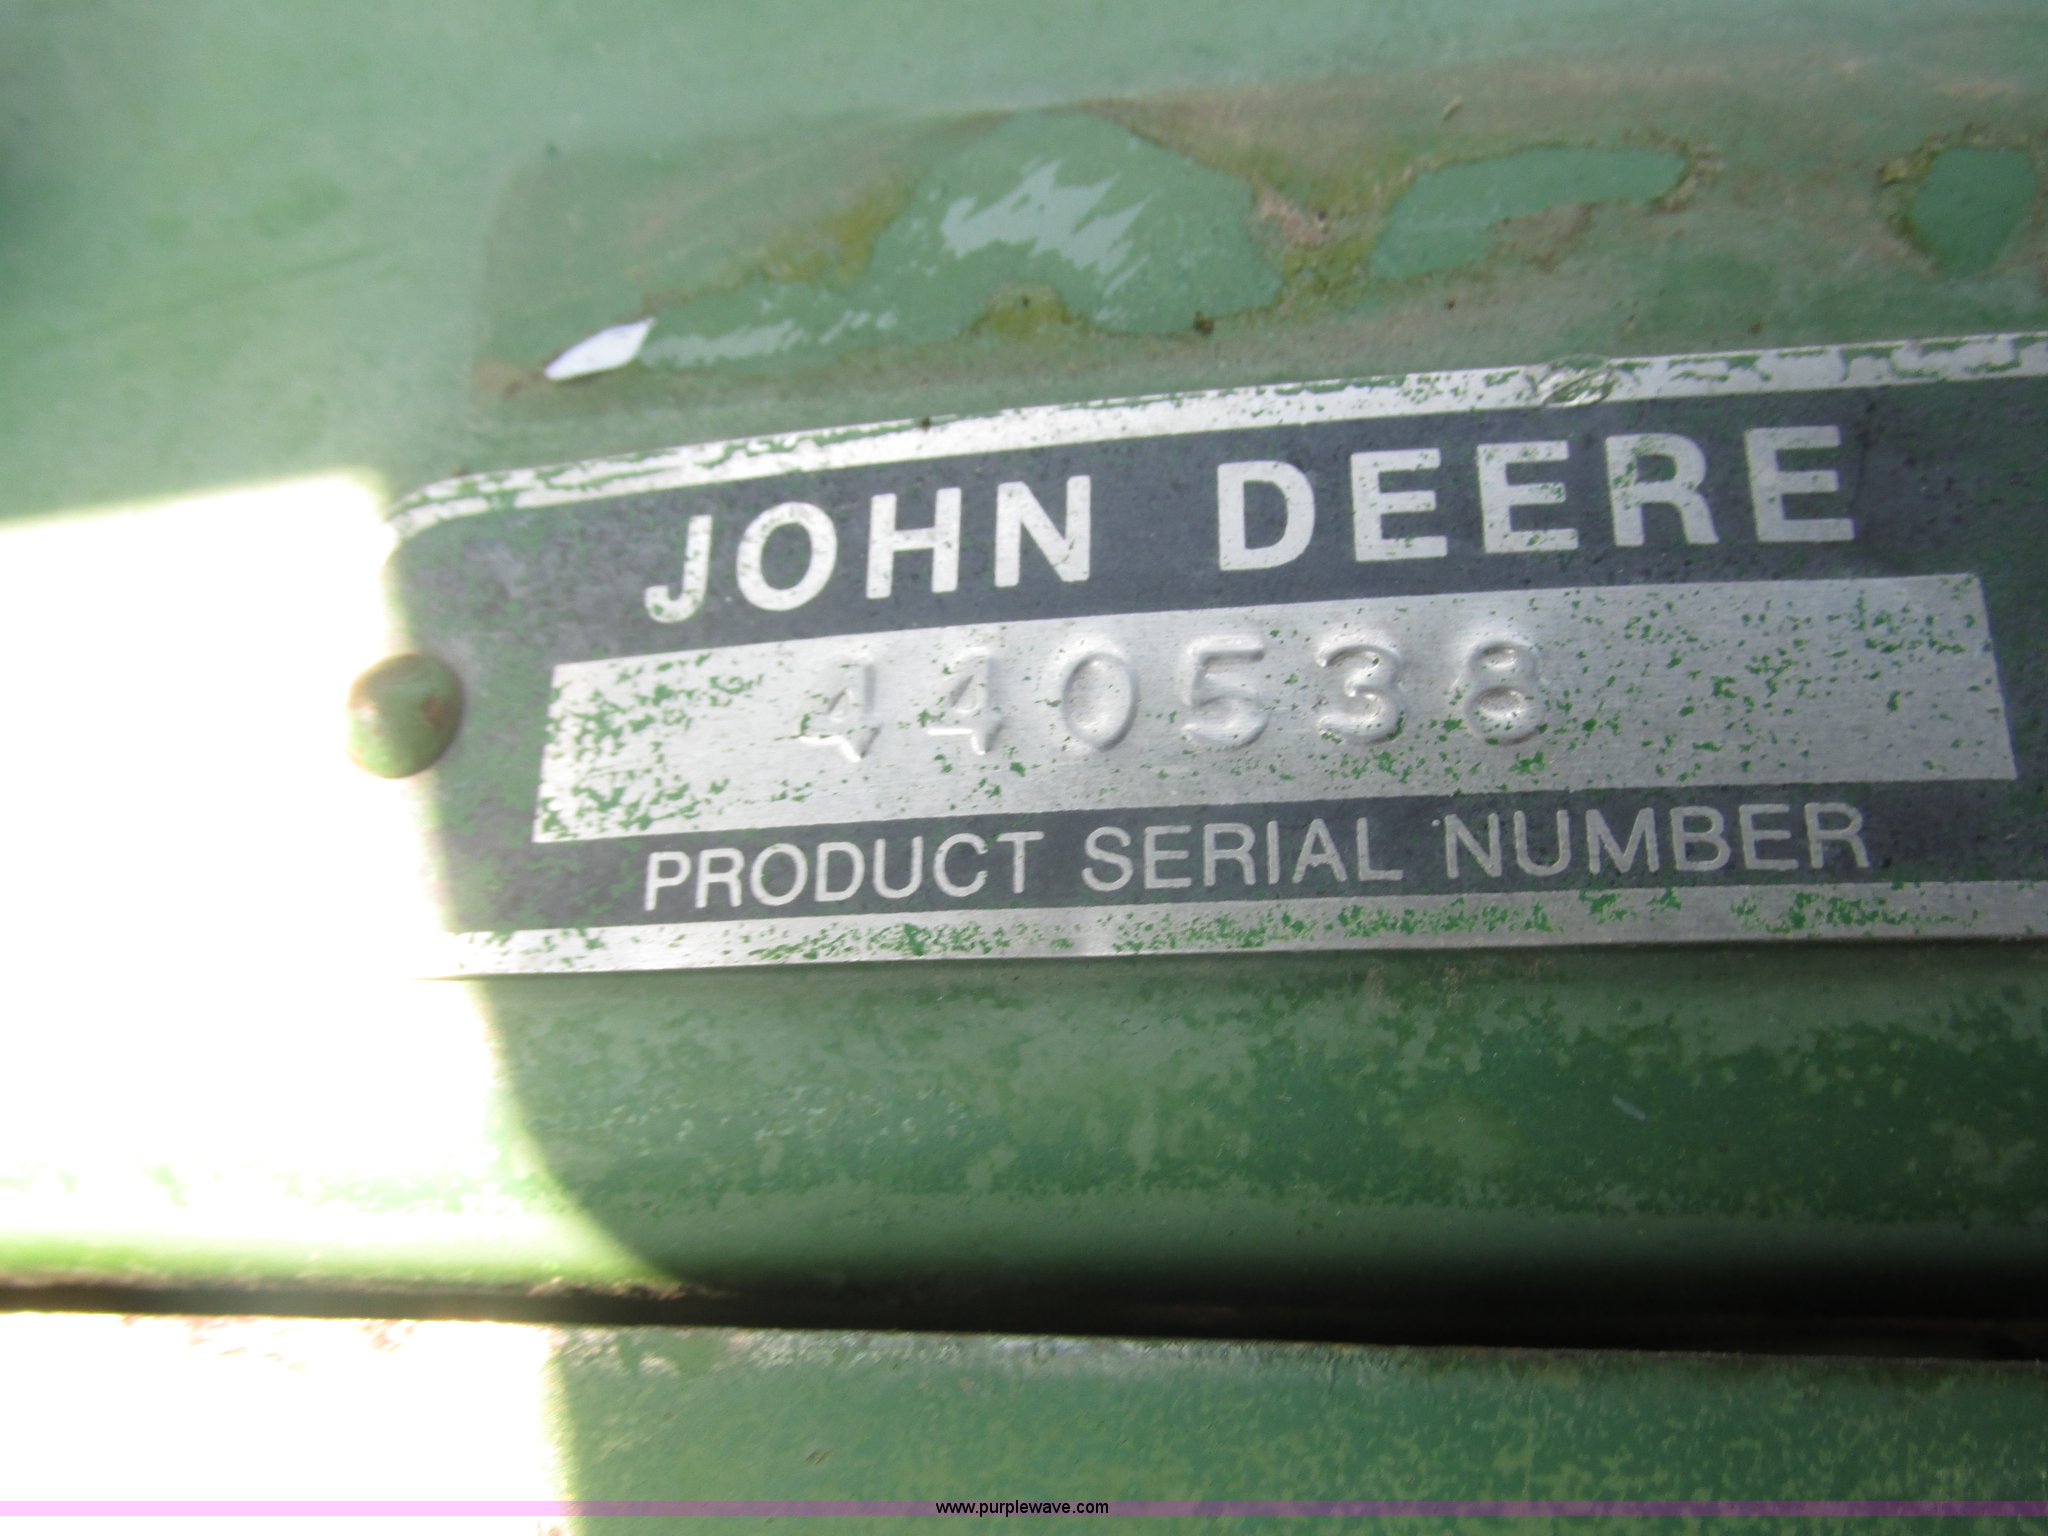 JOHN DEERE
440538
PRODUCT SERIAL NUMBER
www.purplewave.com